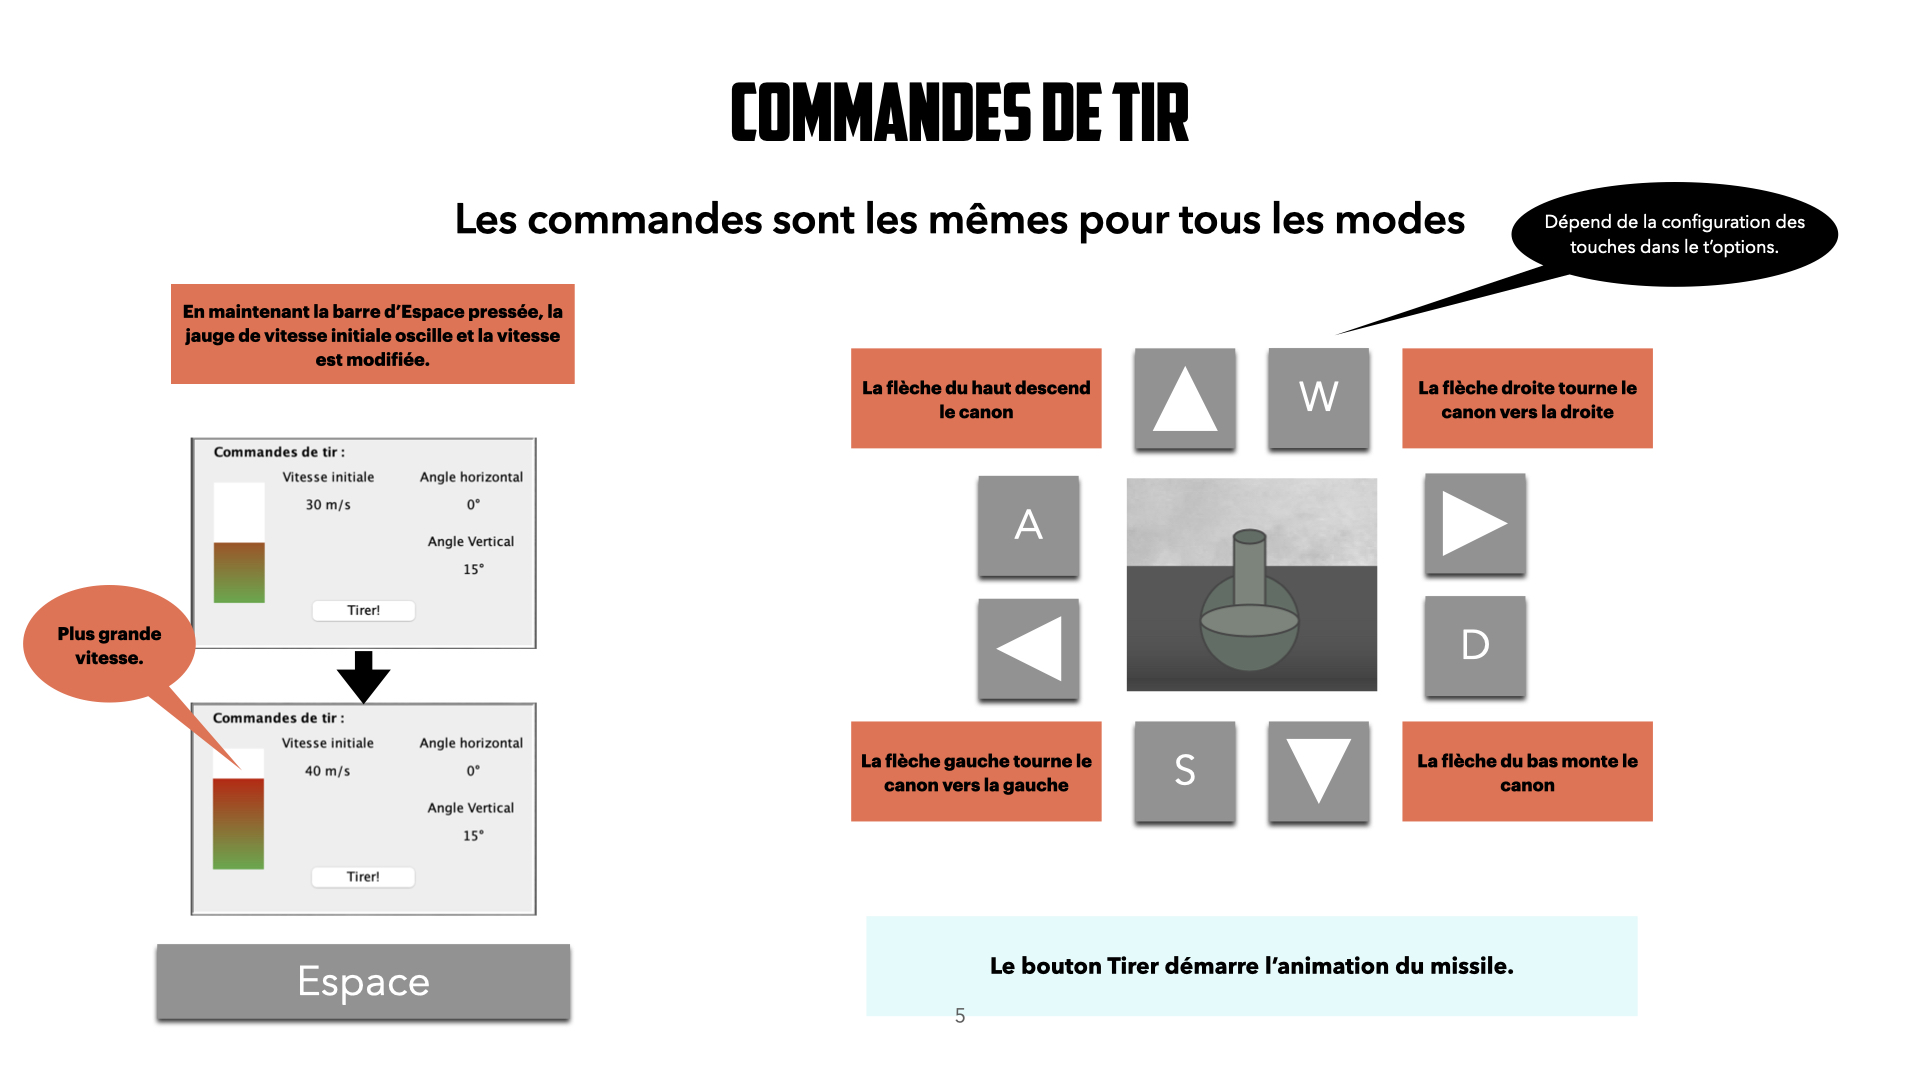 COMMANDES DE TIR
Les commandes sont les mêmes pour tous les modes
Dépend de la configuration des
touches dans le t’options.
En maintenant la barre d’Espace pressée, la
jauge de vitesse initiale oscille et la vitesse
est modifiée.
Commandes de tir :
Vitesse initiale
30 m/s
Angle horizontal
0°
Angle Vertical
15°
Tirer!
Plus grande
vitesse.
Commandes de tir :
Vitesse initiale
40 m/s
Angle horizontal
0°
Angle Vertical
15°
Tirer!
Espace
La flèche du haut descend
le canon
W
La flèche droite tourne le
canon vers la droite
A
D
La flèche gauche tourne le
canon vers la gauche
S
La flèche du bas monte le
canon
Le bouton Tirer démarre l’animation du missile.
5